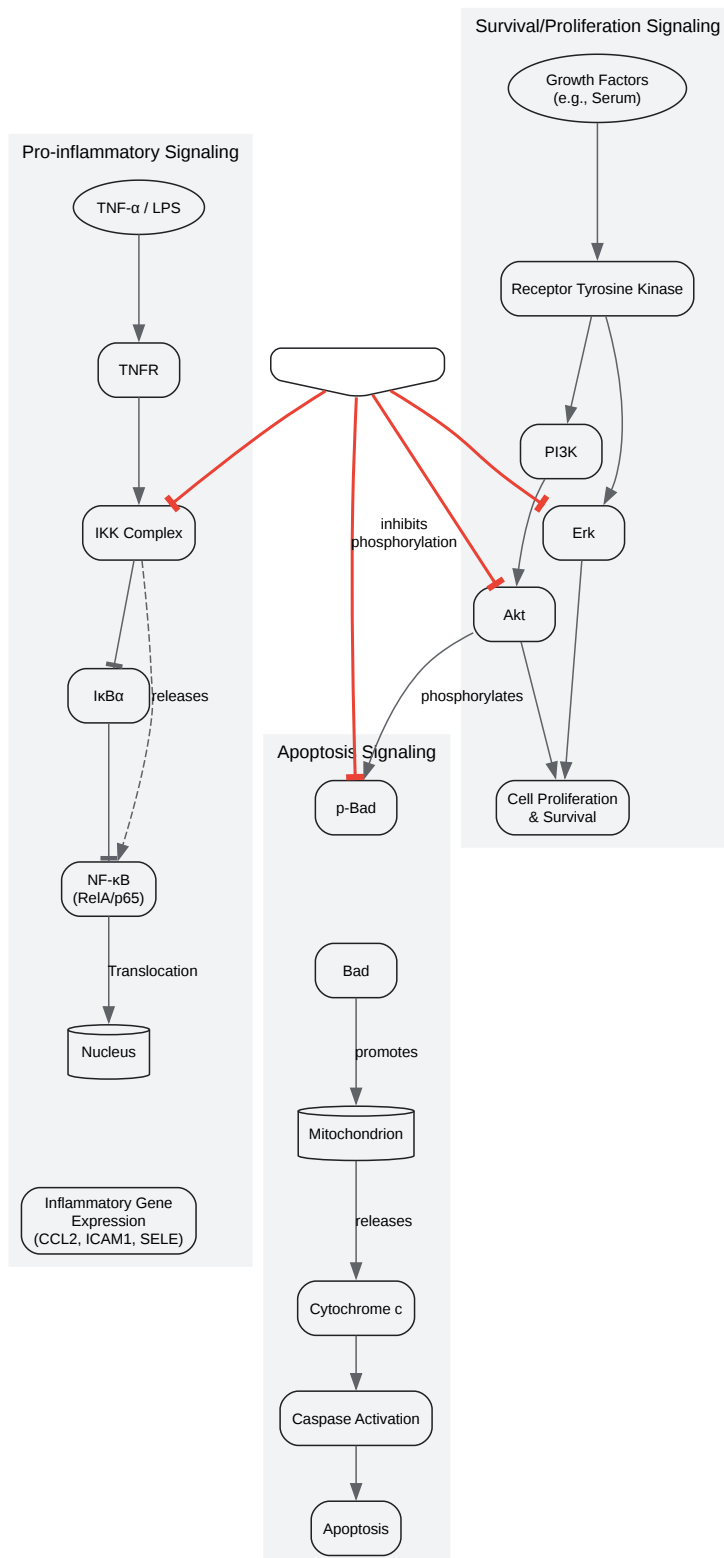 Survival/Proliferation Signaling
Growth Factors
(e.g., Serum)
Pro-inflammatory Signaling
TNF-α / LPS
Receptor Tyrosine Kinase
TNFR
PI3K
IKK Complex
inhibits
phosphorylation
Erk
Akt
IκBα
releases
phosphorylates
Apoptosis Signaling
p-Bad
Cell Proliferation
& Survival
NF-κB
(RelA/p65)
Translocation
Bad
Nucleus
promotes
Mitochondrion
Inflammatory Gene
Expression
(CCL2, ICAM1, SELE)
releases
Cytochrome c
Caspase Activation
Apoptosis